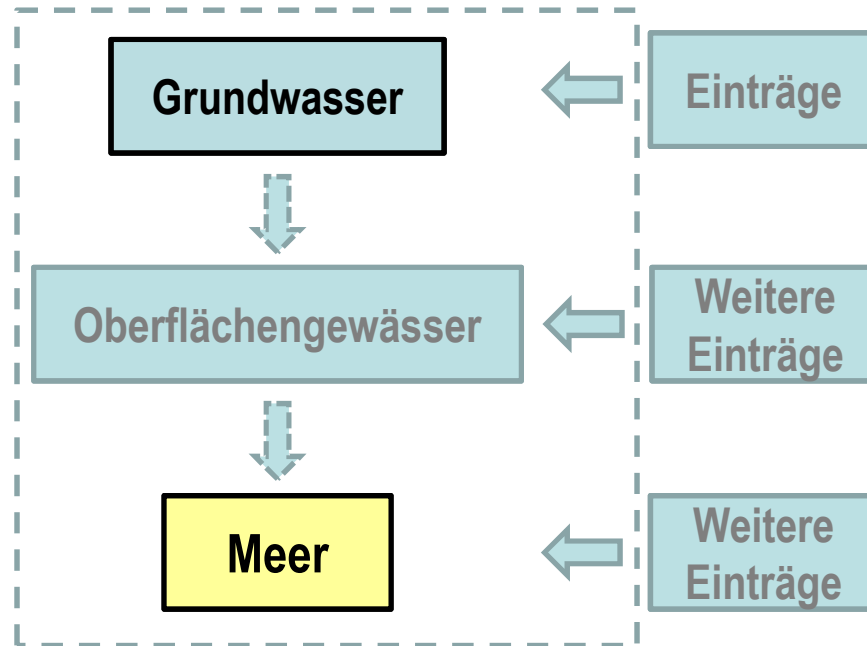 Grundwasser
Einträge
Oberflächengewässer
Weitere
Einträge
Meer
Weitere
Einträge